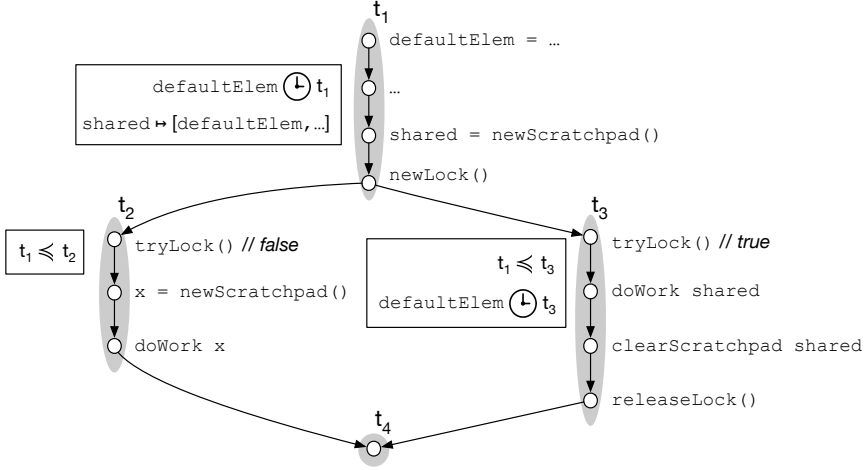 t1
defaultElem = …
defaultElem t1
shared ↦ [defaultElem,…]
…
shared = newScratchpad()
newLock()
t2
t3
t1 ≼ t2
tryLock() // false
x = newScratchpad()
doWork x
t1 ≼ t3
defaultElem t3
tryLock() // true
doWork shared
clearScratchpad shared
releaseLock()
t4